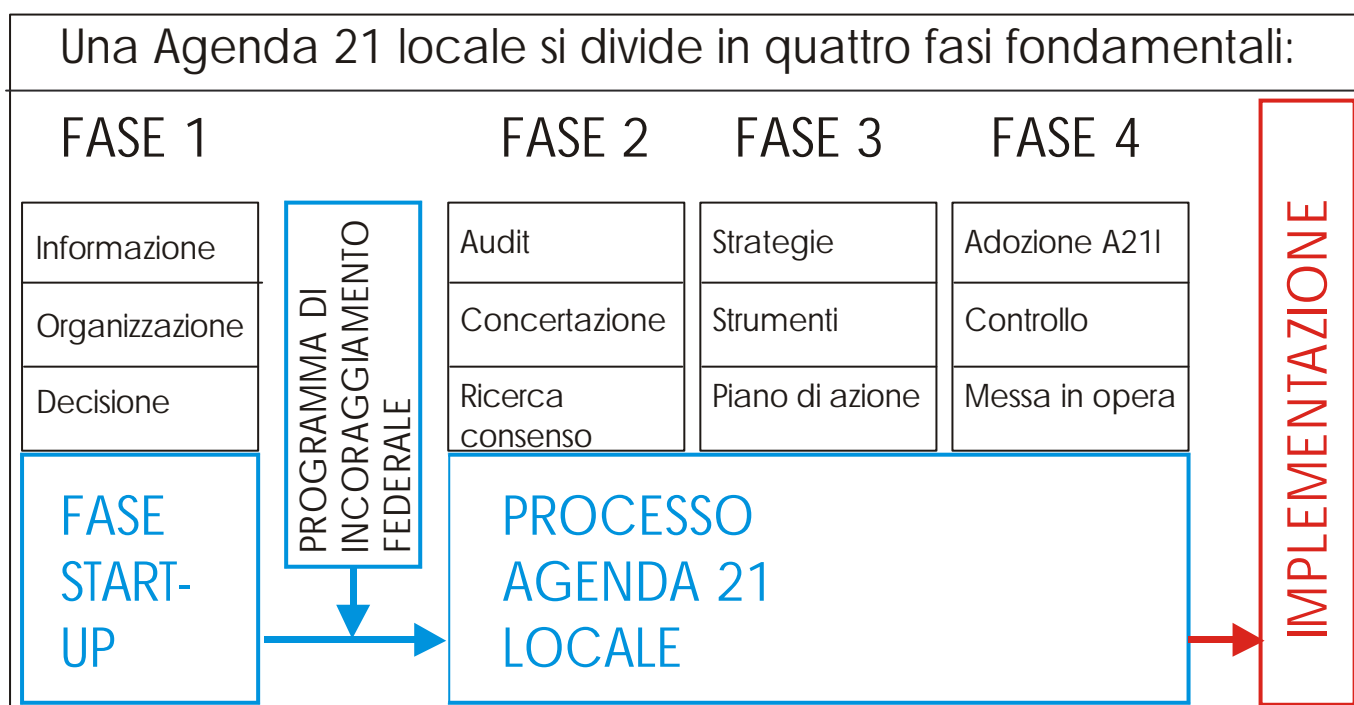 Una Agenda 21 locale si divide in quattro fasi fondamentali:
FASE 1
FASE 2
FASE 3
FASE 4
Informazione
Organizzazione
Decisione
PROGRAMMA DI
INCORAGGIAMENTO
FEDERALE
Audit
Concertazione
Ricerca
consenso
Strategie
Strumenti
Piano di azione
Adozione A21l
Controllo
Messa in opera
FASE
START-
UP
PROCESSO
AGENDA 21
LOCALE
IMPLEMENTAZIONE